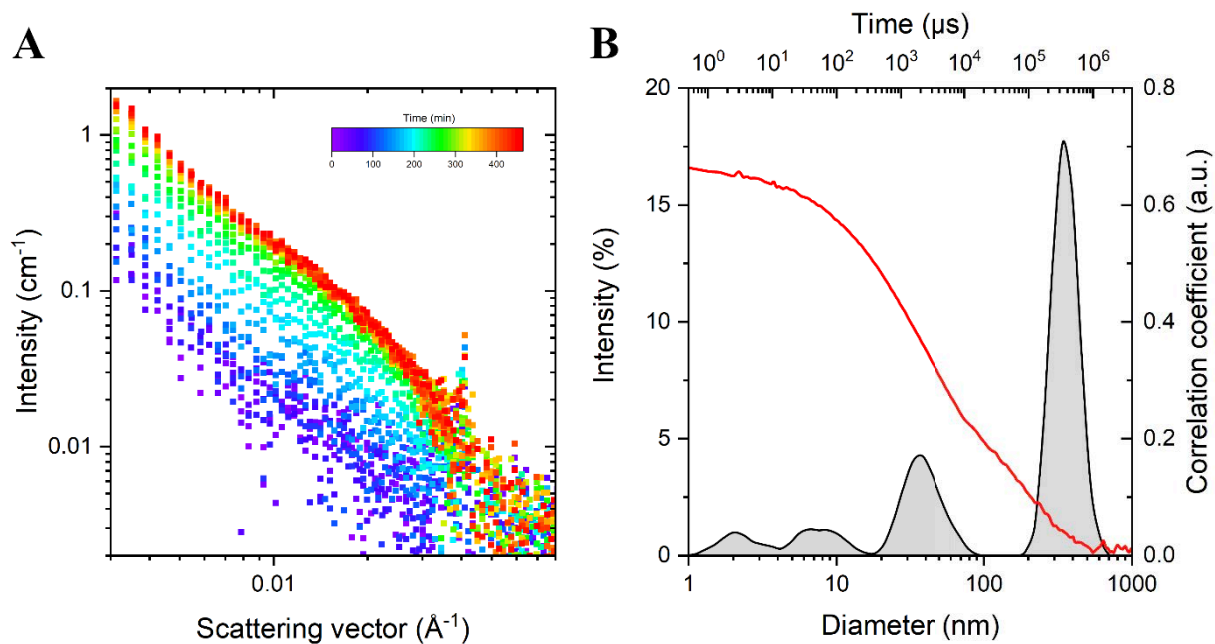 A
Intensity (cm⁻¹)
1
0.1
0.01
Time (min)
0 100 200 300 400
0.01
Scattering vector (Å⁻¹)
B
Time (µs)
10⁰ 10¹ 10² 10³ 10⁴ 10⁵ 10⁶
Intensity (%)
20
15
10
5
0
0.8
0.6
0.4
0.2
0.0
Correlation coefficient (a.u.)
1 10 100 1000
Diameter (nm)